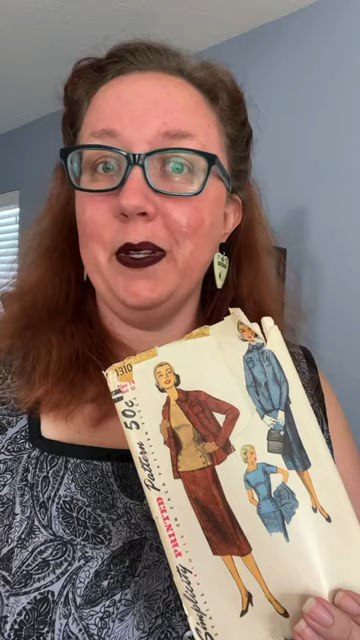 1310
50¢
Pattern
PRINTED
Simplicity